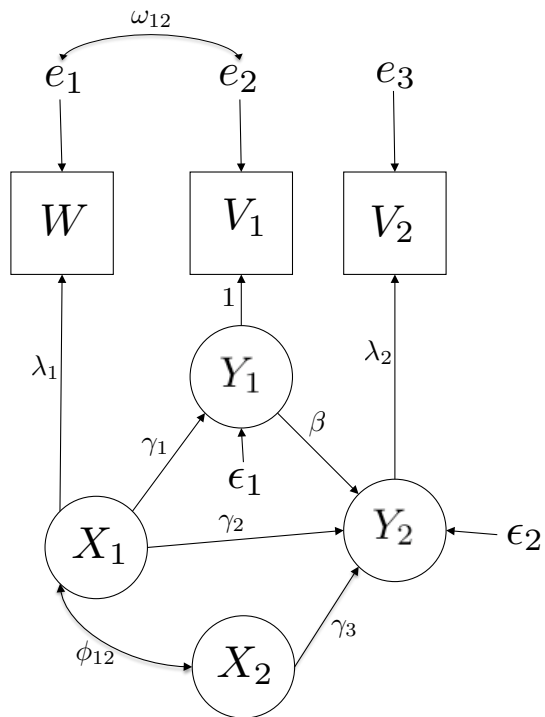 ω₁₂
e₁ e₂ e₃
W V₁ V₂
1
λ₁ Y₁ λ₂
γ₁ β
ϵ₁
γ₂
X₁ Y₂ ϵ₂
γ₃
ϕ₁₂ X₂